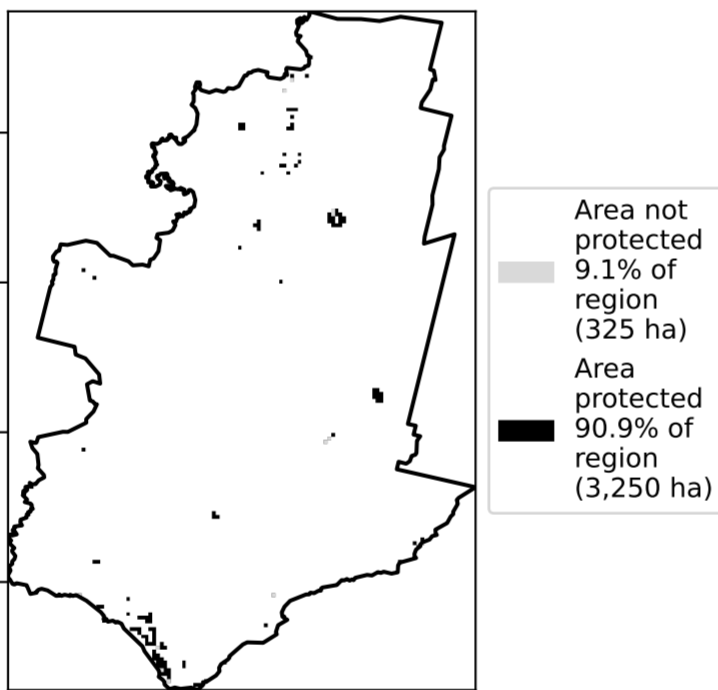 Area not
protected
9.1% of
region
(325 ha)
Area
protected
90.9% of
region
(3,250 ha)